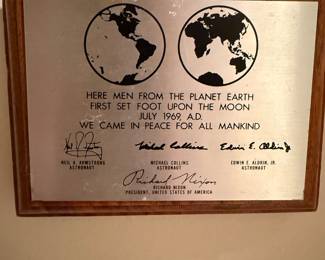 HERE MEN FROM THE PLANET EARTH
FIRST SET FOOT UPON THE MOON
JULY 1969, A.D.
WE CAME IN PEACE FOR ALL MANKIND
Michael Collins
Edwin E. Aldrin Jr
NEIL A. ARMSTRONG
ASTRONAUT
MICHAEL COLLINS
ASTRONAUT
EDWIN E. ALDRIN, JR.
ASTRONAUT
Richard Nixon
RICHARD NIXON
PRESIDENT, UNITED STATES OF AMERICA